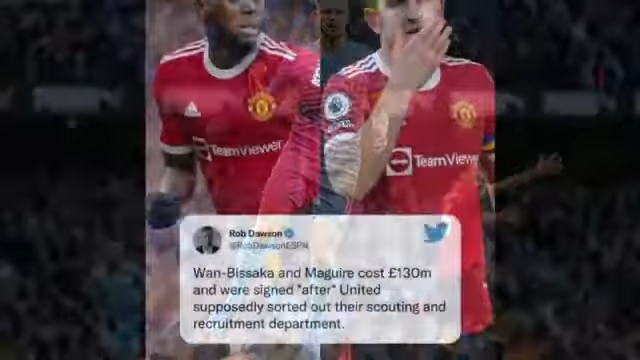 TeamViewer
TeamViewer
Rob Dawson
@RobDawsonESPN
Wan-Bissaka and Maguire cost £130m
and were signed "after" United
supposedly sorted out their scouting and
recruitment department.